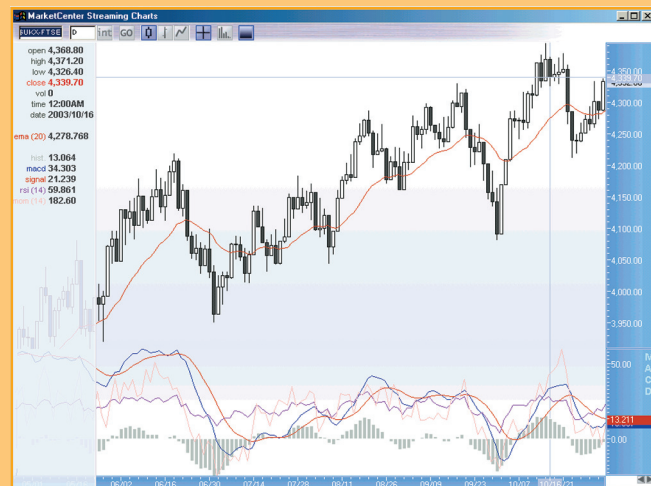 MarketCenter Streaming Charts
$UKX-FTSE D int GO
open 4,368.80
high 4,371.20
low 4,326.40
close 4,339.70
vol 0
time 12:00AM
date 2003/10/16
ema (20) 4,278.768
hist 13.064
macd 34.303
signal 21.239
rsi (14) 59.861
mom (14) 182.60
4,350.00
4,339.70
4,300.00
4,250.00
4,200.00
4,150.00
4,100.00
4,050.00
4,000.00
3,950.00
M
A
C
D
50.00
13.211
0.00
06/02 06/16 06/30 07/14 07/28 08/11 08/26 09/09 09/23 10/07 10/16/21